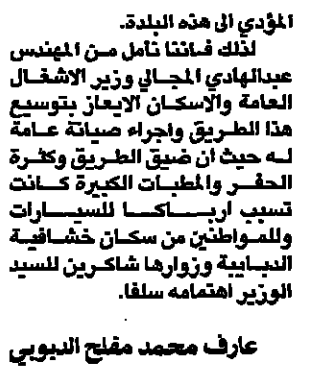 المؤدي الى هذه البلدة.
لذلك فاننا نأمل من المهندس
عبدالهادي المجالي وزير الاشغال
العامة والاسكان الايعاز بتوسيع
هذا الطريق واجراء صيانة عامة
له حيث ان ضيق الطريق وكثرة
الحفر والمطبات الكبيرة كانت
تسبب ارباكا للسيارات
وللمواطنين من سكان خشافية
الدبايبة وزوارها شاكرين للسيد
الوزير اهتمامه سلفا.
عارف محمد مفلح الدبوبي